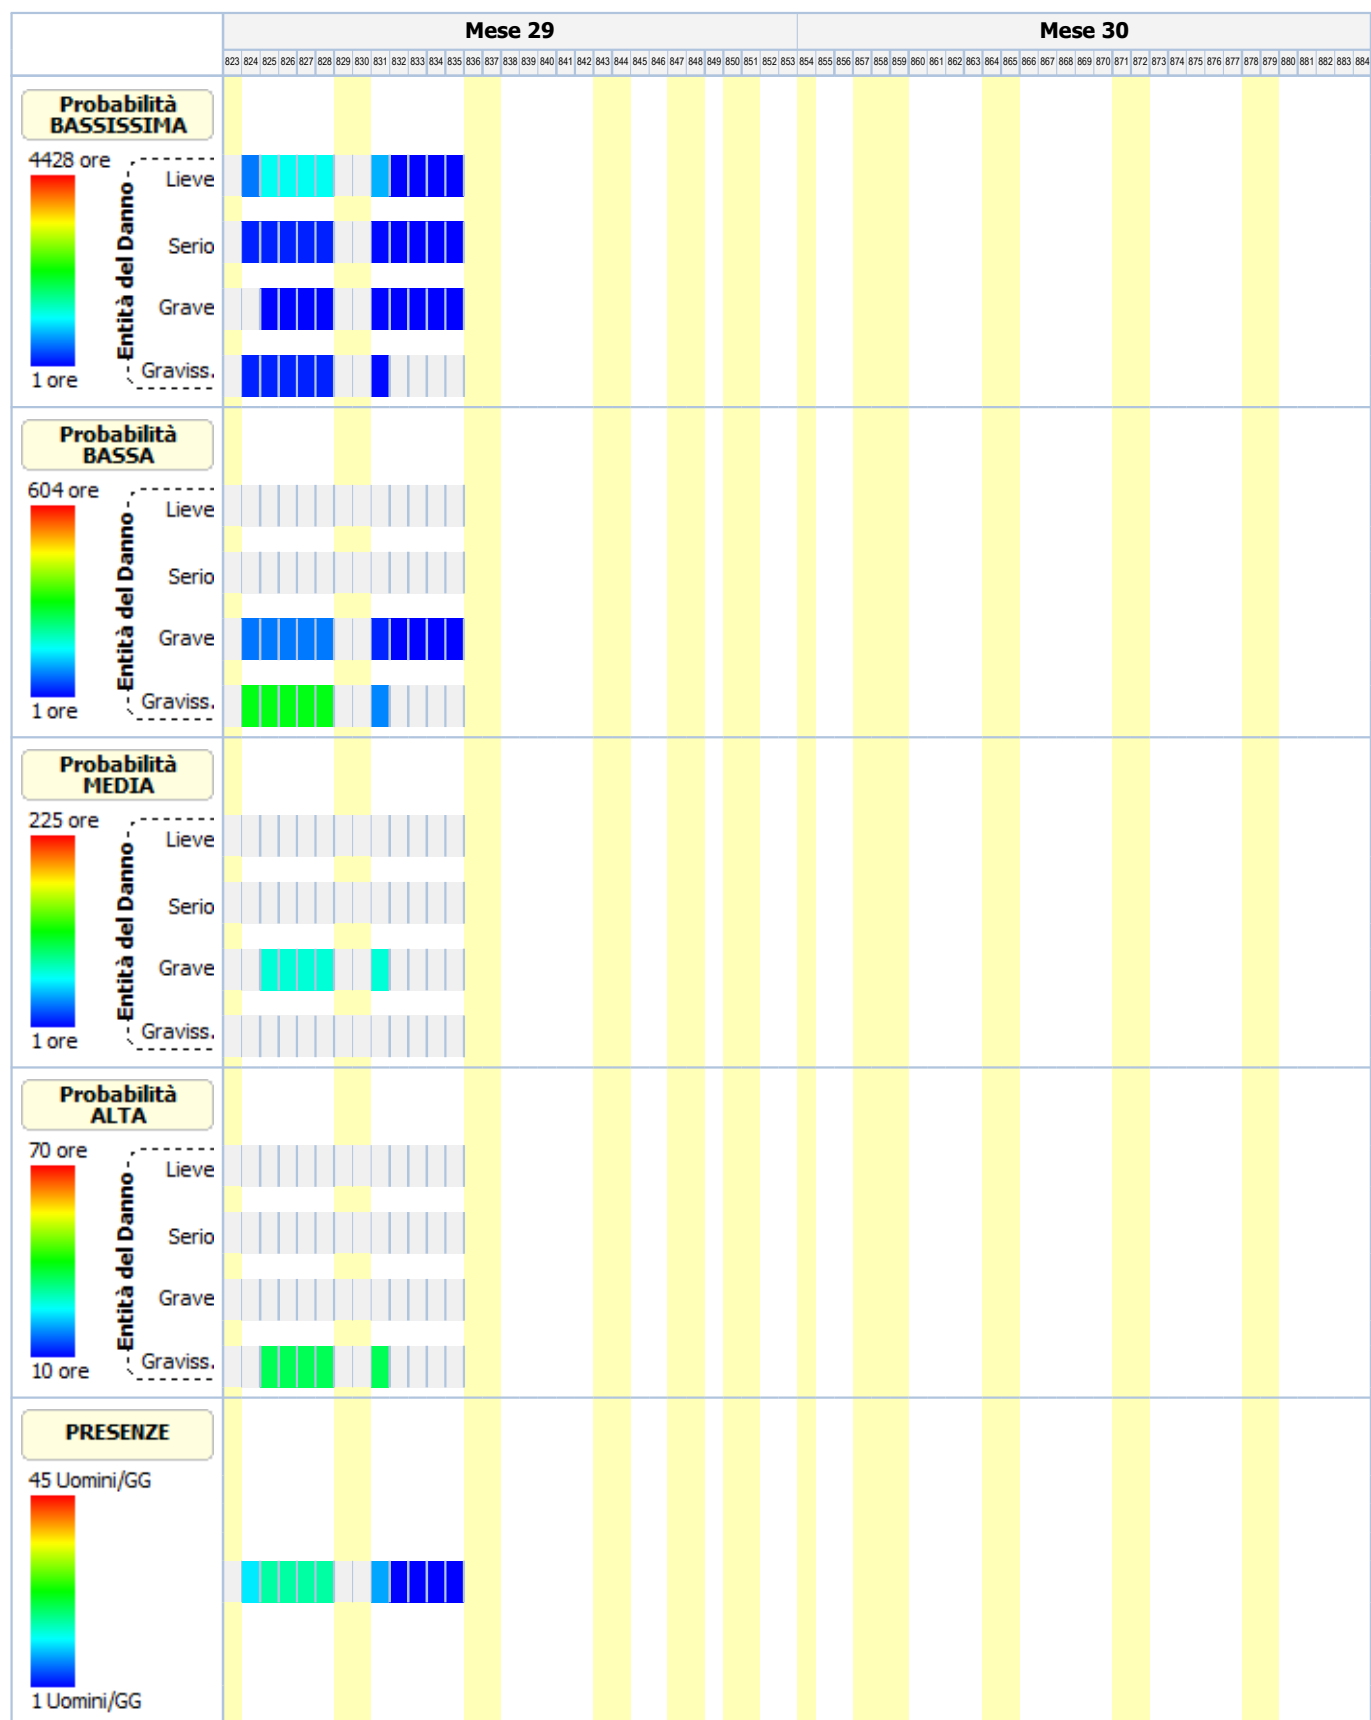 Mese 29 Mese 30
823 824 825 826 827 828 829 830 831 832 833 834 835 836 837 838 839 840 841 842 843 844 845 846 847 848 849 850 851 852 853 854 855 856 857 858 859 860 861 862 863 864 865 866 867 868 869 870 871 872 873 874 875 876 877 878 879 880 881 882 883 884
Probabilità
BASSISSIMA
4428 ore
1 ore
Entità del Danno
Lieve
Serio
Grave
Graviss.
Probabilità
BASSA
604 ore
1 ore
Entità del Danno
Lieve
Serio
Grave
Graviss.
Probabilità
MEDIA
225 ore
1 ore
Entità del Danno
Lieve
Serio
Grave
Graviss.
Probabilità
ALTA
70 ore
10 ore
Entità del Danno
Lieve
Serio
Grave
Graviss.
PRESENZE
45 Uomini/GG
1 Uomini/GG